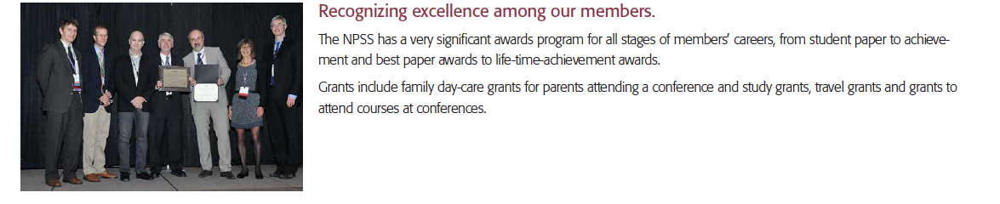 Recognizing excellence among our members.
The NPSS has a very significant awards program for all stages of members' careers, from student paper to achieve-
ment and best paper awards to life-time-achievement awards.
Grants include family day-care grants for parents attending a conference and study grants, travel grants and grants to
attend courses at conferences.